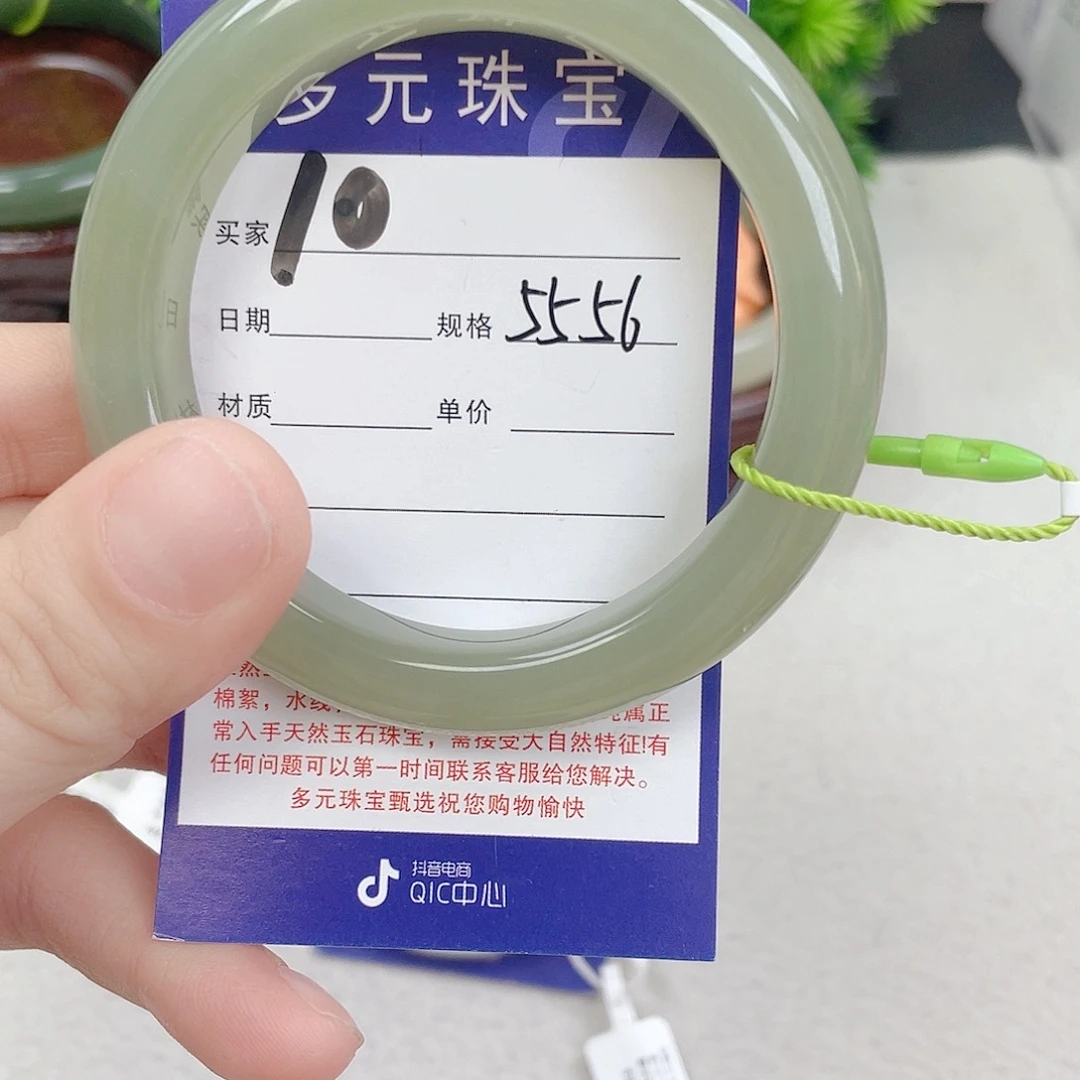 多元珠宝
买家 10
日期 规格 5556
材质 单价
棉絮，水线， 属正
常入手天然玉石珠宝，需接受大自然特征!有
任何问题可以第一时间联系客服给您解决。
多元珠宝甄选祝您购物愉快
抖音电商
QIC中心